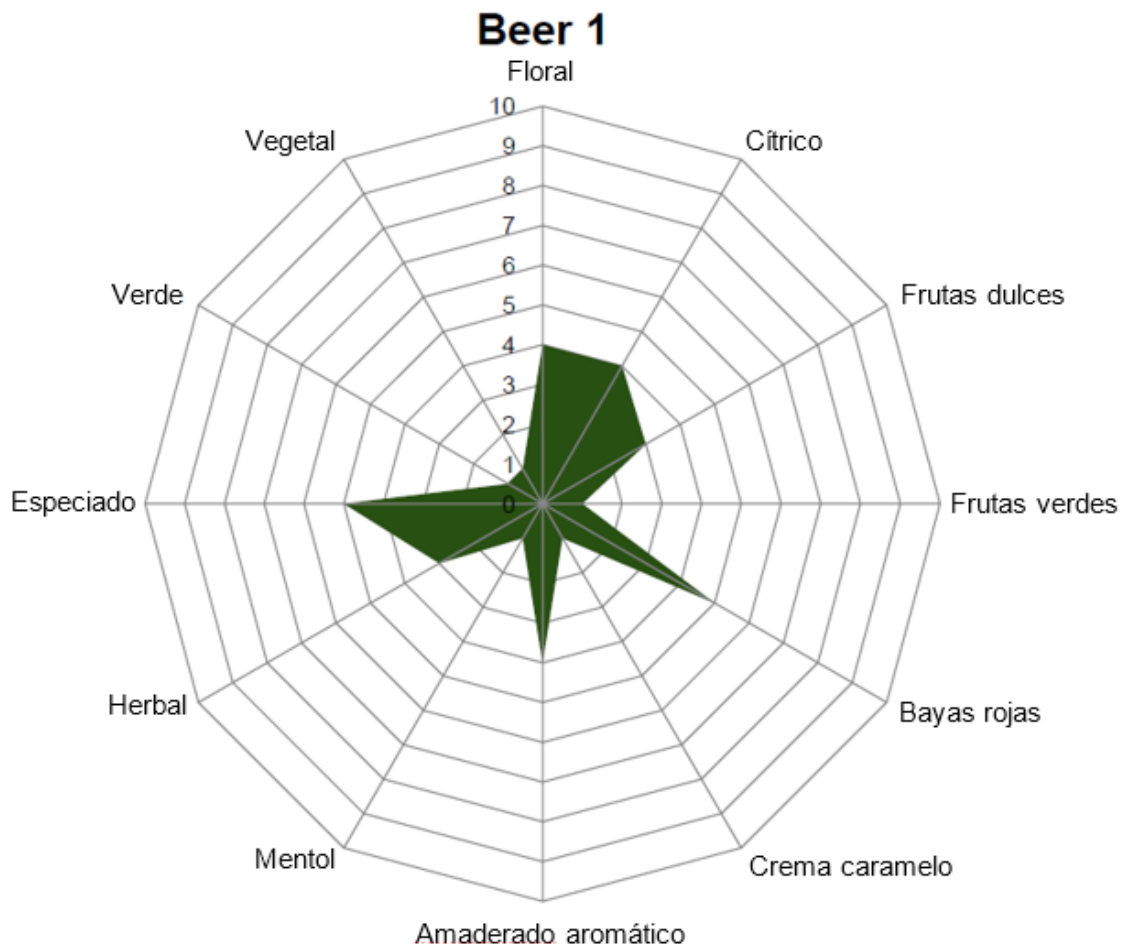 Beer 1
Floral
Cítrico
Frutas dulces
Frutas verdes
Bayas rojas
Crema caramelo
Amaderado aromático
Mentol
Herbal
Especiado
Verde
Vegetal
10
9
8
7
6
5
4
3
2
1
0